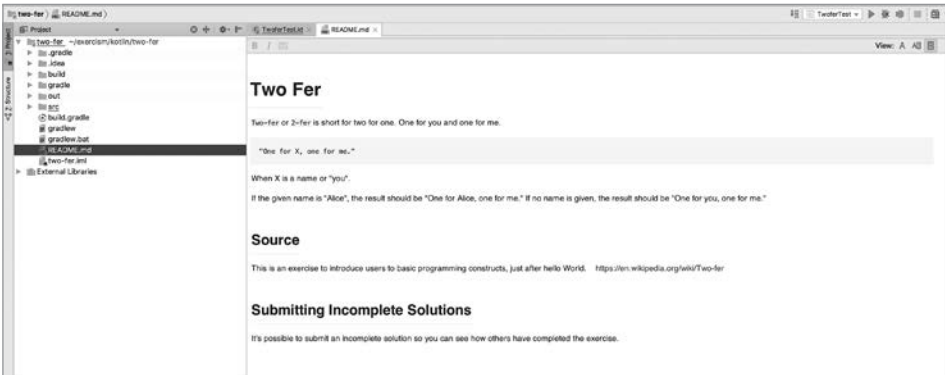 two-fer README.md TwoferTest
Project TwoferTest.kt × README.md ×
View:
2: Structure
two-fer ~/exercism/kotlin/two-fer
.gradle
.idea
build
gradle
out
src
build.gradle
gradlew
gradlew.bat
README.md
two-fer.iml
External Libraries
Two Fer
Two-fer or 2-fer is short for two for one. One for you and one for me.
"One for X, one for me."
When X is a name or "you".
If the given name is "Alice", the result should be "One for Alice, one for me." If no name is given, the result should be "One for you, one for me."
Source
This is an exercise to introduce users to basic programming constructs, just after hello World. https://en.wikipedia.org/wiki/Two-fer
Submitting Incomplete Solutions
It's possible to submit an incomplete solution so you can see how others have completed the exercise.